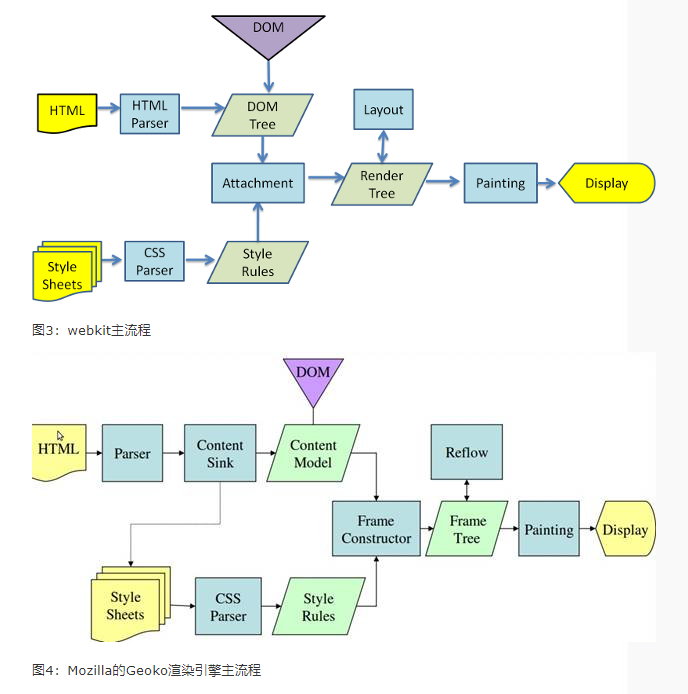 DOM
HTML
HTML
Parser
DOM
Tree
Layout
Attachment
Render
Tree
Painting
Display
Style
Sheets
CSS
Parser
Style
Rules
图3：webkit主流程
DOM
HTML
Parser
Content
Sink
Content
Model
Reflow
Frame
Constructor
Frame
Tree
Painting
Display
Style
Sheets
CSS
Parser
Style
Rules
图4：Mozilla的Geoko渲染引擎主流程